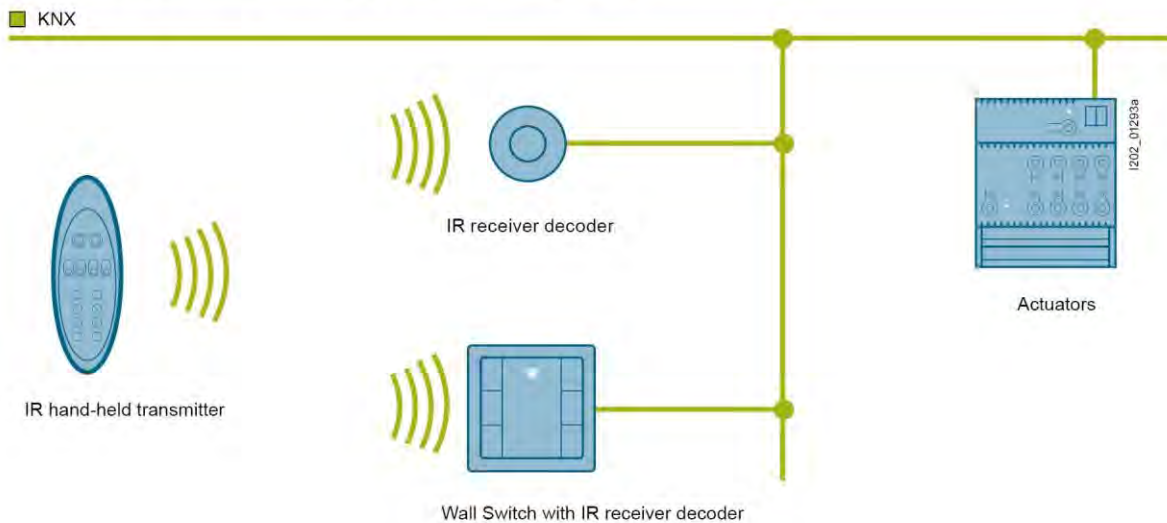 KNX
I202_01293a
IR receiver decoder
Actuators
IR hand-held transmitter
Wall Switch with IR receiver decoder